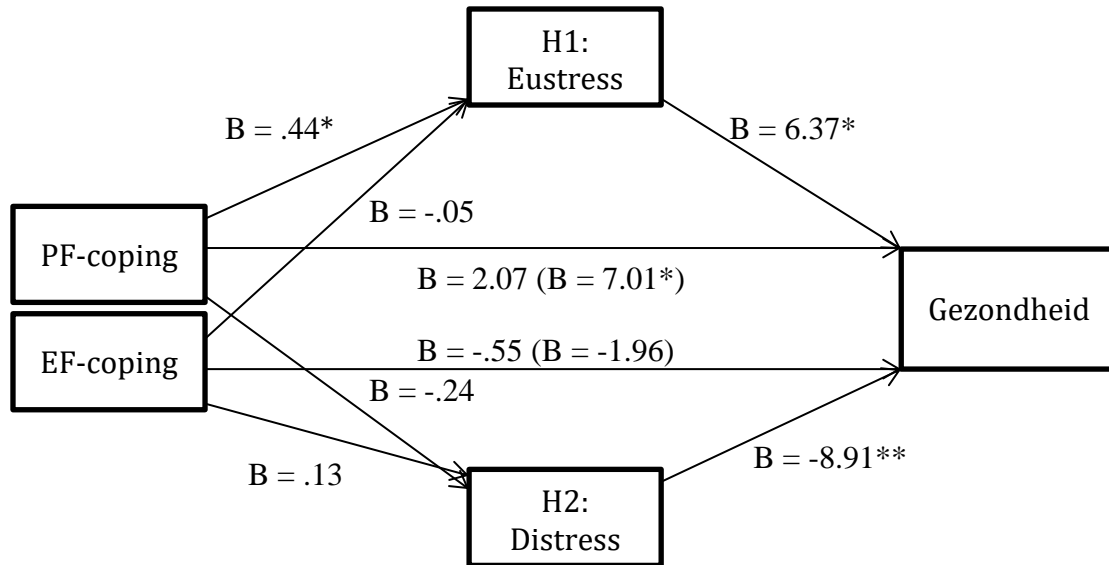 H1:
Eustress
B = .44*
B = 6.37*
B = -.05
PF-coping
B = 2.07 (B = 7.01*)
Gezondheid
EF-coping
B = -.55 (B = -1.96)
B = -.24
B = .13
B = -8.91**
H2:
Distress